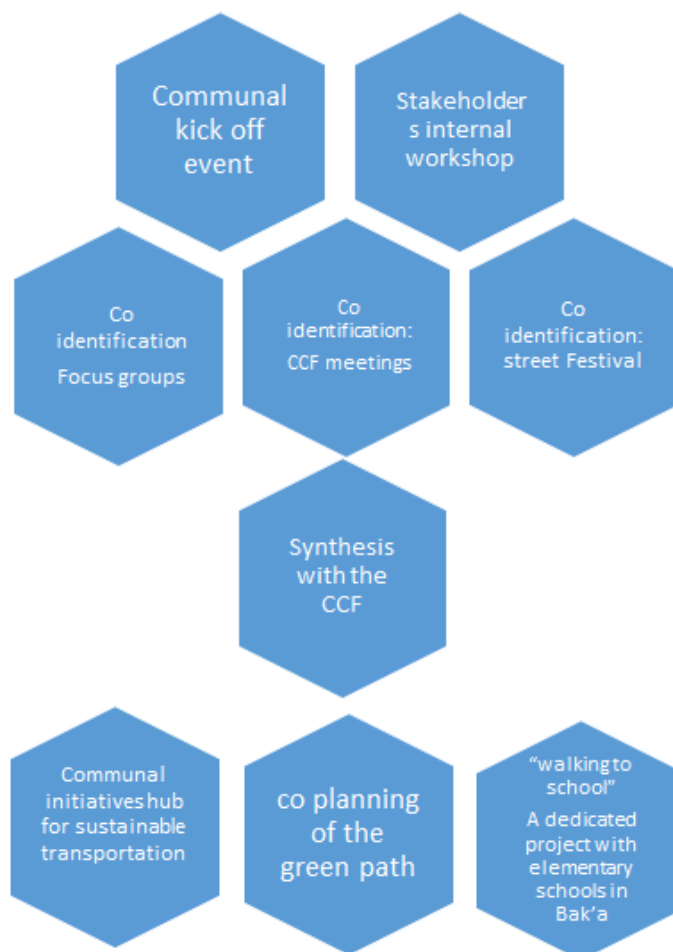 Communal
kick off
event
Stakeholder
s internal
workshop
Co
identification
Focus groups
Co
identification:
CCF meetings
Co
identification:
street Festival
Synthesis
with the
CCF
Communal
initiatives hub
for sustainable
transportation
co planning
of the
green path
“walking to
school”
A dedicated
project with
elementary
schools in
Bak’a